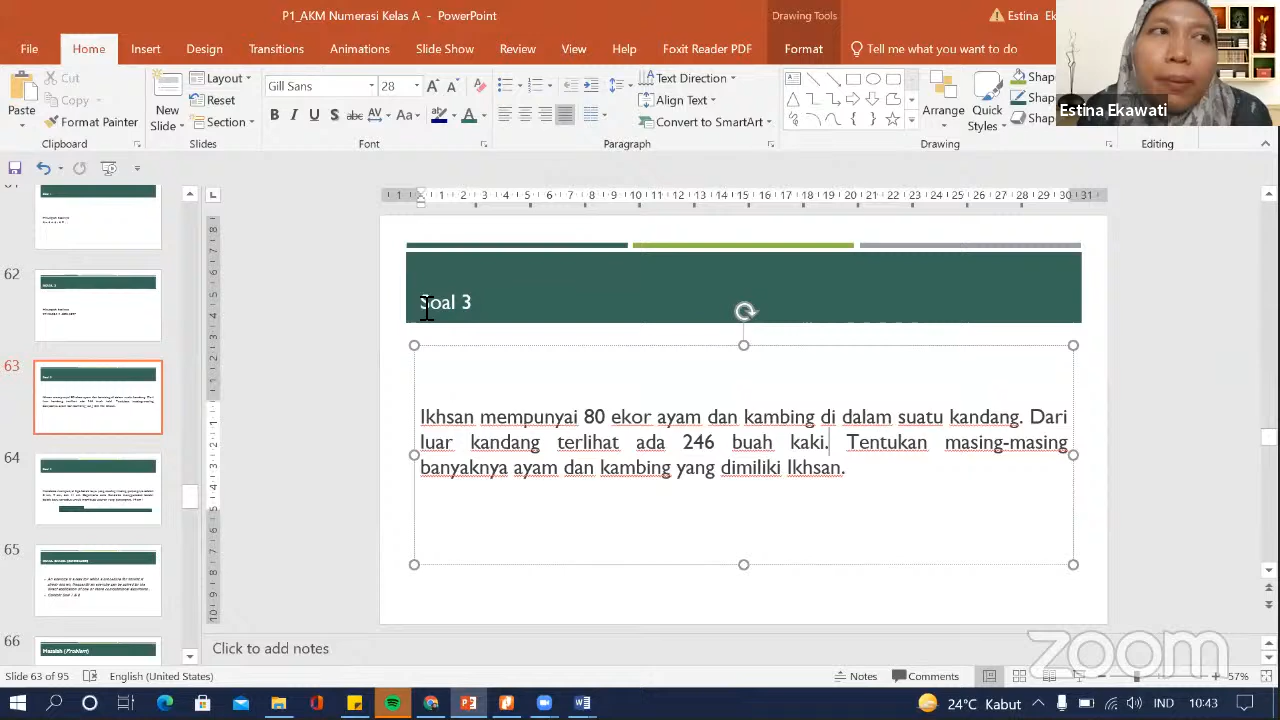 P1_AKM Numerasi Kelas A - PowerPoint
Drawing Tools
Estina
File Home Insert Design Transitions Animations Slide Show Review View Help Foxit Reader PDF Format Tell me what you want to do
Cut
Copy
Format Painter
Paste
Clipboard
New Slide
Layout
Reset
Section
Slides
Gill Sans 28
Font
Text Direction
Align Text
Convert to SmartArt
Paragraph
Arrange
Quick Styles
Drawing
Editing
Estina Ekawati
62
63
64
65
66
Masalah (Problem)
Soal 3
Ikhsan mempunyai 80 ekor ayam dan kambing di dalam suatu kandang. Dari
luar kandang terlihat ada 246 buah kaki. Tentukan masing-masing
banyaknya ayam dan kambing yang dimiliki Ikhsan.
Click to add notes
zoom
Slide 63 of 95 English (United States) Notes Comments 57%
24°C Kabut IND 10:43